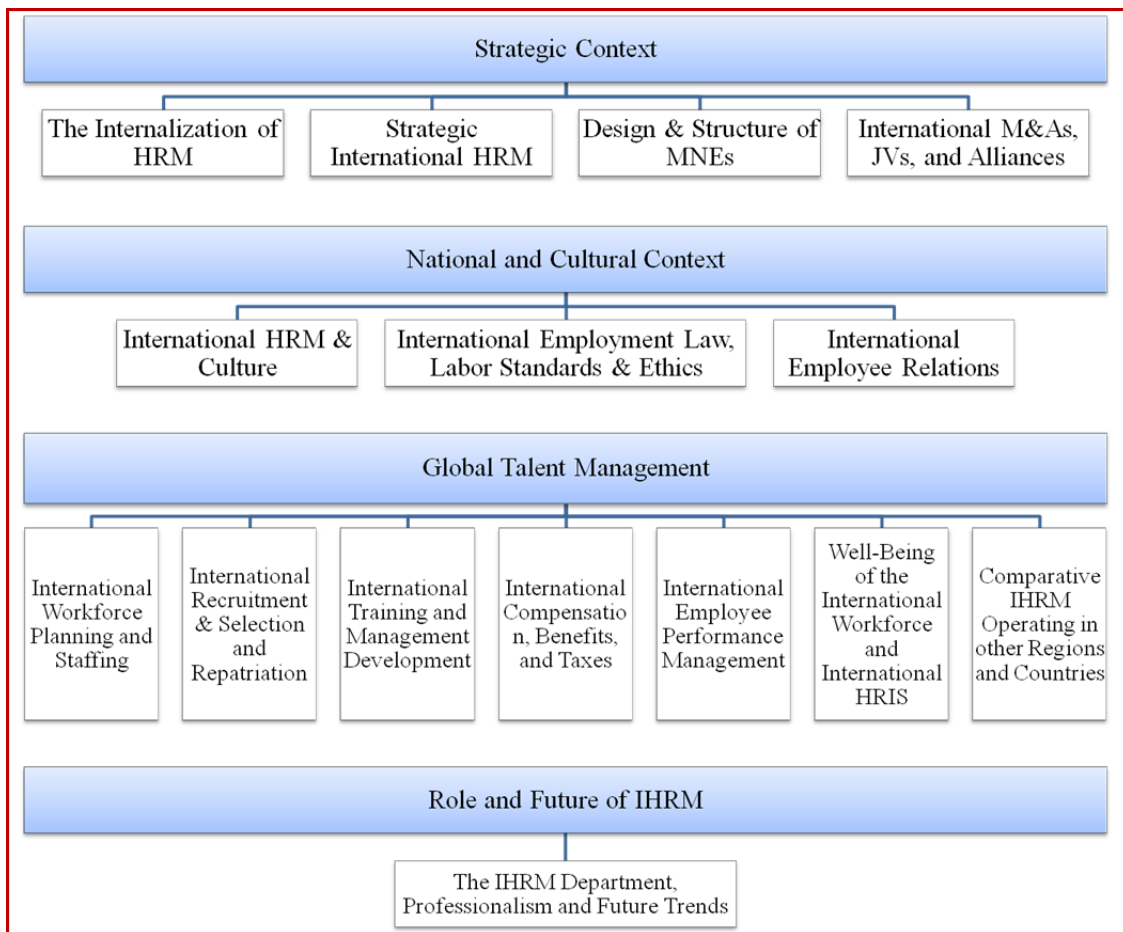 Strategic Context
The Internalization of
HRM
Strategic
International HRM
Design & Structure of
MNEs
International M&As,
JVs, and Alliances
National and Cultural Context
International HRM &
Culture
International Employment Law,
Labor Standards & Ethics
International
Employee Relations
Global Talent Management
International
Workforce
Planning and
Staffing
International
Recruitment
& Selection
and
Repatriation
International
Training and
Management
Development
International
Compensatio
n, Benefits,
and Taxes
International
Employee
Performance
Management
Well-Being
of the
International
Workforce
and
International
HRIS
Comparative
IHRM
Operating in
other Regions
and Countries
Role and Future of IHRM
The IHRM Department,
Professionalism and Future Trends